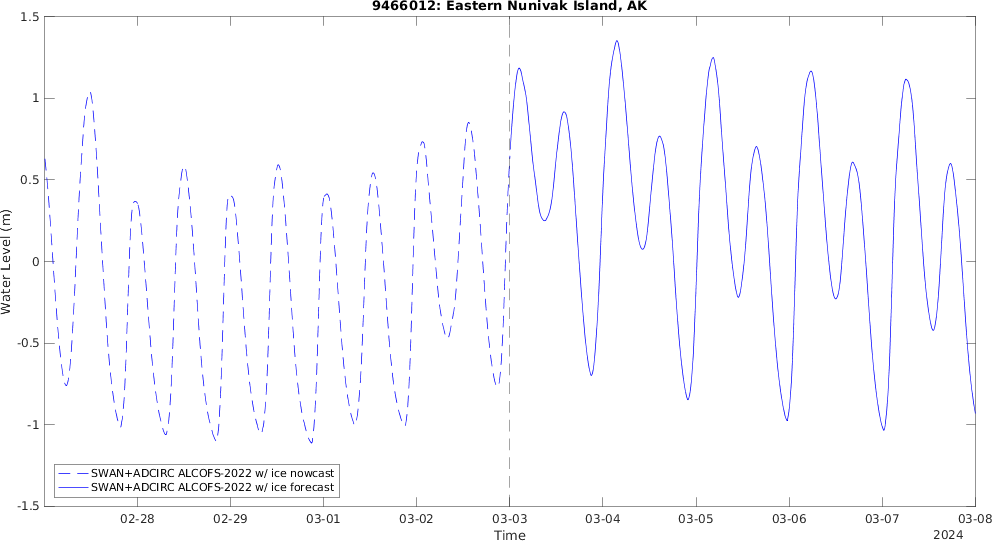 9466012: Eastern Nunivak Island, AK
1.5
1
0.5
0
-0.5
-1
-1.5
Water Level (m)
SWAN+ADCIRC ALCOFS-2022 w/ ice nowcast
SWAN+ADCIRC ALCOFS-2022 w/ ice forecast
02-28 02-29 03-01 03-02 03-03 03-04 03-05 03-06 03-07 03-08
Time
2024